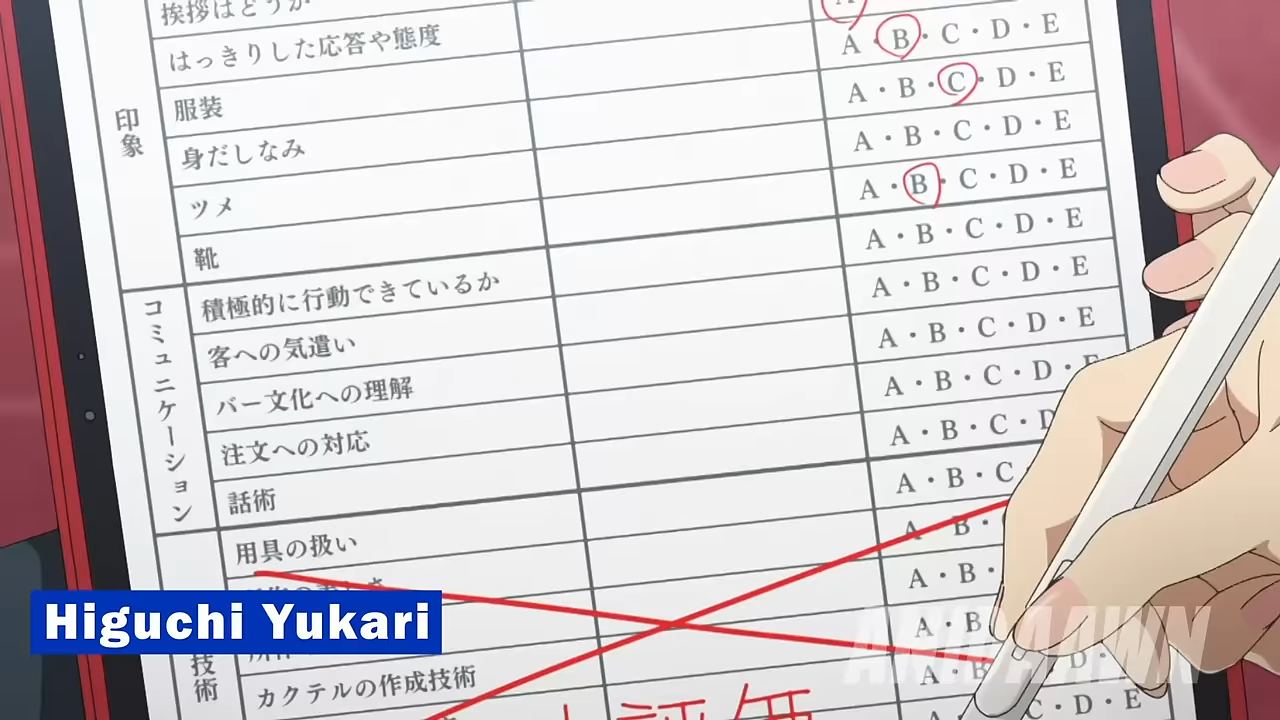 挨拶はどうか
はっきりした応答や態度 A・B・C・D・E
服装 A・B・C・D・E
印象
身だしなみ A・B・C・D・E
ツメ A・B・C・D・E
靴 A・B・C・D・E
コミュニケーション
積極的に行動できているか A・B・C・D・E
客への気遣い A・B・C・D・E
バー文化への理解 A・B・C・D・E
注文への対応 A・B・C・D
話術 A・B・C
用具の扱い A B・
A・B・
A・B
技術
カクテルの作成技術 A・B D・
A・B・C・D・E
評価
Higuchi Yukari